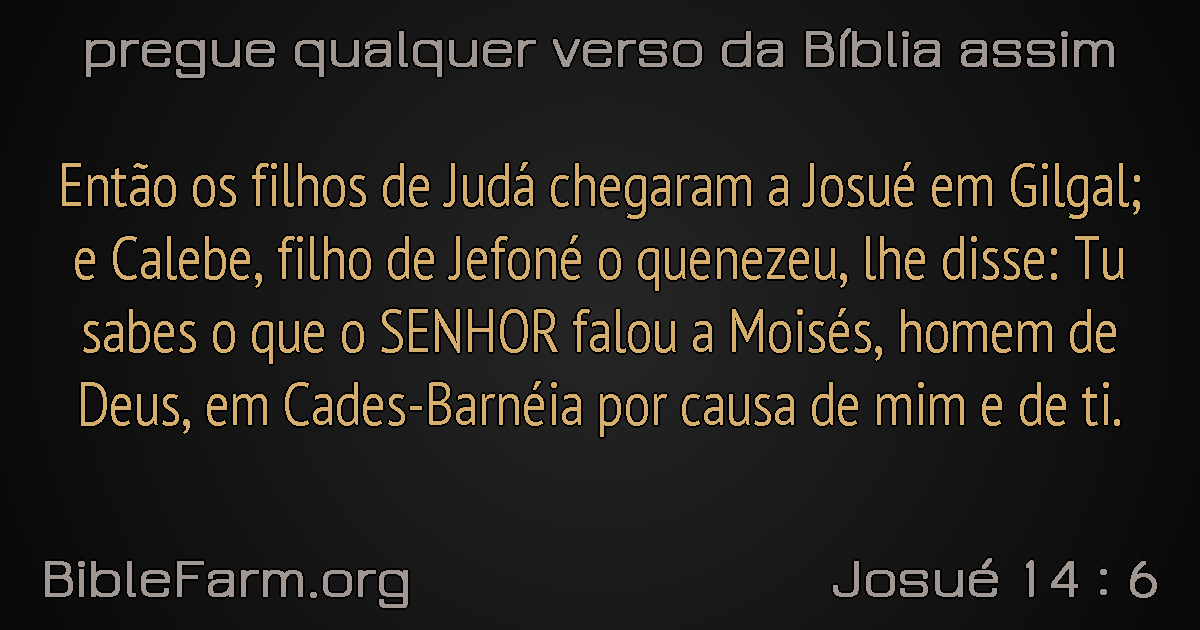 pregue qualquer verso da Bíblia assim
Então os filhos de Judá chegaram a Josué em Gilgal;
e Calebe, filho de Jefoné o quenezeu, lhe disse: Tu
sabes o que o SENHOR falou a Moisés, homem de
Deus, em Cades-Barnéia por causa de mim e de ti.
BibleFarm.org
Josué 14 : 6